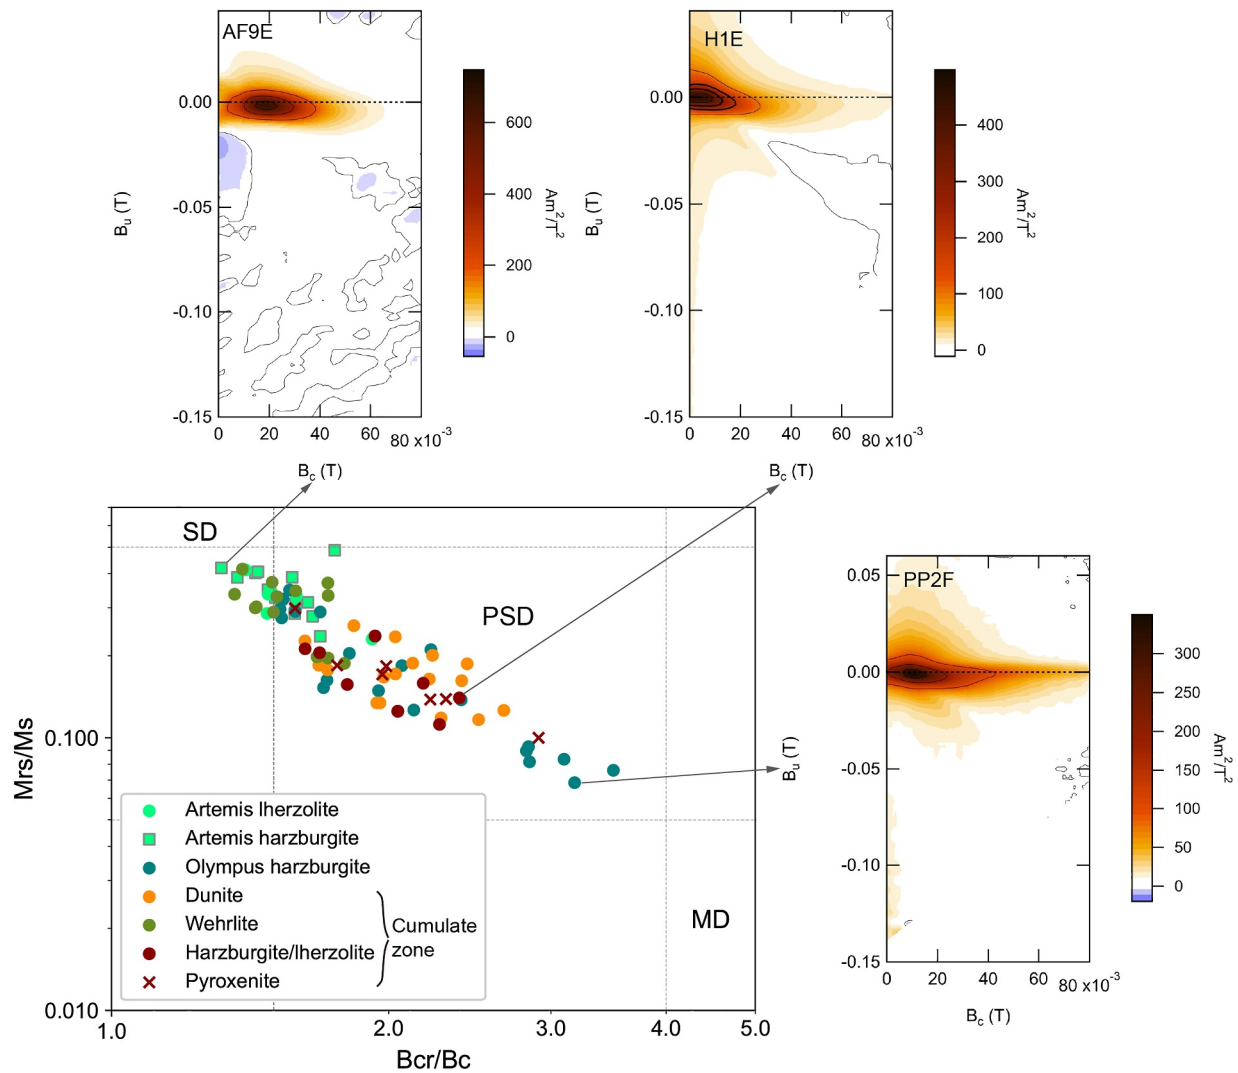 AF9E
0.00
-0.05
-0.10
-0.15
0 20 40 60 80 x10⁻³
Bᵤ (T)
B꜀ (T)
600
400
200
0
Am²/T²
H1E
0.00
-0.05
-0.10
-0.15
0 20 40 60 80 x10⁻³
Bᵤ (T)
B꜀ (T)
400
300
200
100
0
Am²/T²
SD
PSD
MD
Mrs/Ms
0.100
0.010
1.0 2.0 3.0 4.0 5.0
Bcr/Bc
Artemis lherzolite
Artemis harzburgite
Olympus harzburgite
Dunite
Wehrlite
Harzburgite/lherzolite
Pyroxenite
Cumulate
zone
PP2F
0.05
0.00
-0.05
-0.10
-0.15
0 20 40 60 80 x10⁻³
Bᵤ (T)
B꜀ (T)
300
250
200
150
100
50
0
Am²/T²